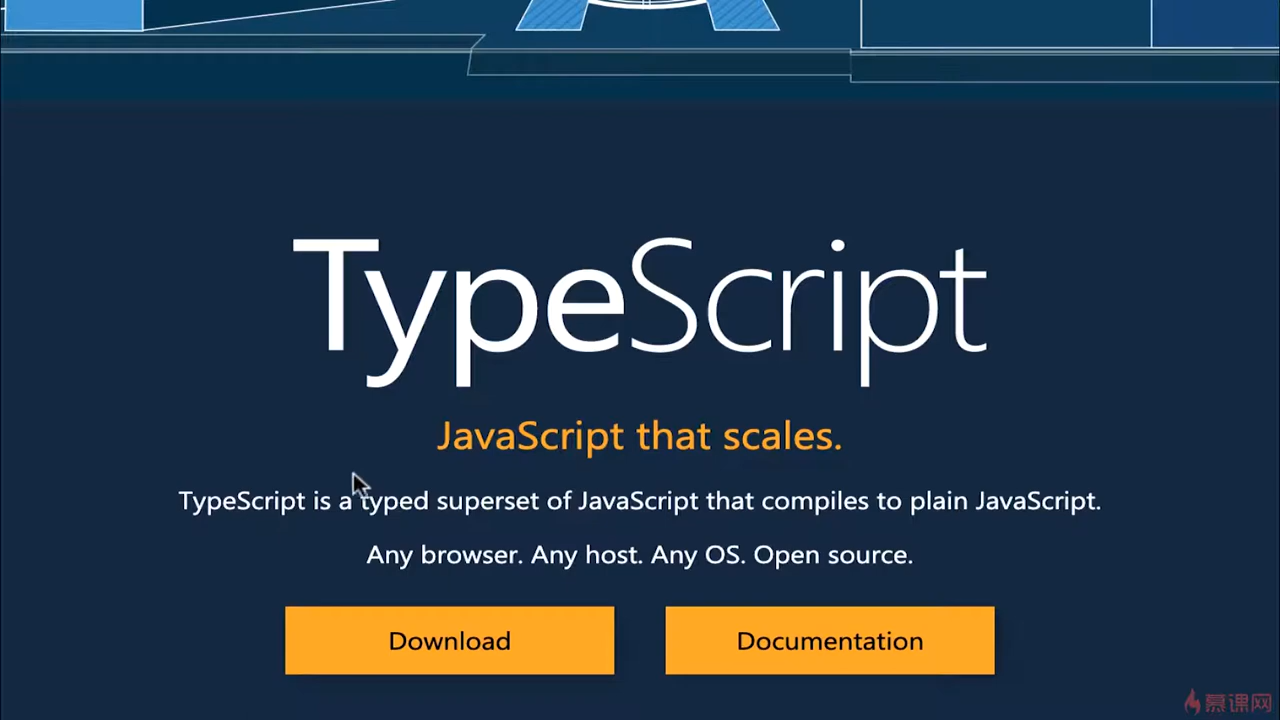 TypeScript
JavaScript that scales.
TypeScript is a typed superset of JavaScript that compiles to plain JavaScript.
Any browser. Any host. Any OS. Open source.
Download
Documentation
慕课网